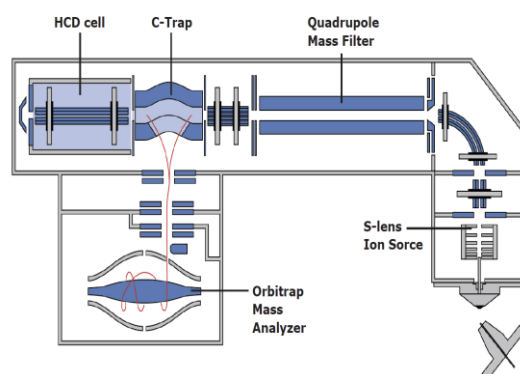 HCD cell
C-Trap
Quadrupole
Mass Filter
S-lens
Ion Sorce
Orbitrap
Mass
Analyzer